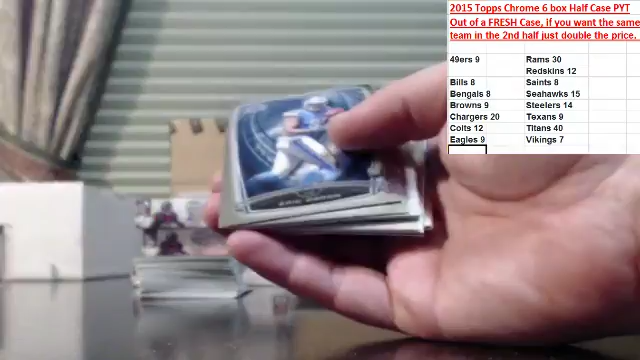 2015 Topps Chrome 6 box Half Case PYT
Out of a FRESH Case, if you want the same
team in the 2nd half just double the price.
49ers 9
Rams 30
Redskins 12
Bills 8
Saints 8
Bengals 8
Seahawks 15
Browns 9
Steelers 14
Chargers 20
Texans 9
Colts 12
Titans 40
Eagles 9
Vikings 7